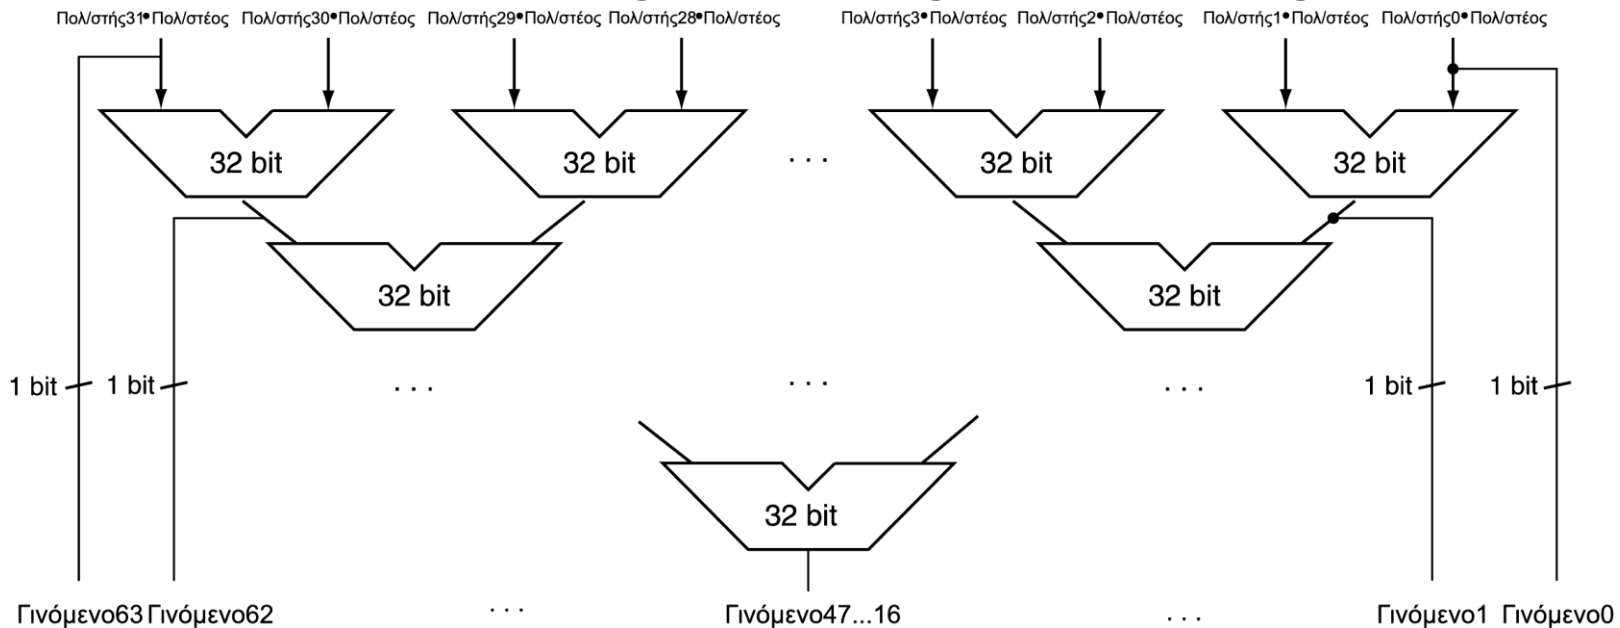 Πολ/στής31•Πολ/στέος Πολ/στής30•Πολ/στέος Πολ/στής29•Πολ/στέος Πολ/στής28•Πολ/στέος Πολ/στής3•Πολ/στέος Πολ/στής2•Πολ/στέος Πολ/στής1•Πολ/στέος Πολ/στής0•Πολ/στέος
32 bit 32 bit . . . 32 bit 32 bit
32 bit 32 bit
1 bit 1 bit . . . . . . . . . 1 bit 1 bit
32 bit
Γινόμενο63 Γινόμενο62 . . . Γινόμενο47...16 . . . Γινόμενο1 Γινόμενο0